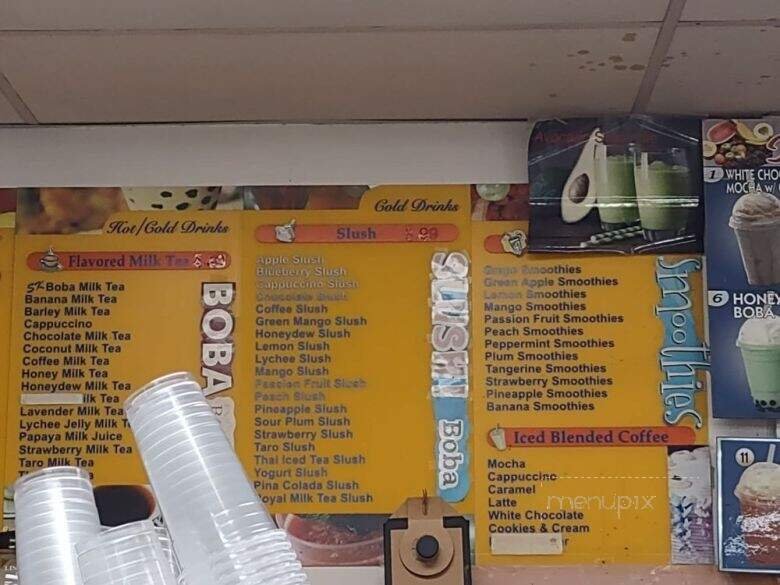 Hot/Cold Drinks
Flavored Milk Tea
Boba Milk Tea
Banana Milk Tea
Barley Milk Tea
Cappuccino
Chocolate Milk Tea
Coconut Milk Tea
Coffee Milk Tea
Honey Milk Tea
Honeydew Milk Tea
ilk Tea
Lavender Milk Tea
Lychee Jelly Milk
Papaya Milk Juice
Strawberry Milk Tea
Taro Milk Tea
BOBA
Cold Drinks
Slush
Apple Slush
Blueberry Slush
Cappuccino Slush
Chocolate Slush
Coffee Slush
Green Mango Slush
Honeydew Slush
Lemon Slush
Lychee Slush
Mango Slush
Passion Fruit Slush
Peach Slush
Pineapple Slush
Sour Plum Slush
Strawberry Slush
Taro Slush
Thai Iced Tea Slush
Yogurt Slush
Pina Colada Slush
Royal Milk Tea Slush
SLUSH
Boba
Grape Smoothies
Green Apple Smoothies
Lemon Smoothies
Mango Smoothies
Passion Fruit Smoothies
Peach Smoothies
Peppermint Smoothies
Plum Smoothies
Tangerine Smoothies
Strawberry Smoothies
Pineapple Smoothies
Banana Smoothies
Smoothies
Iced Blended Coffee
Mocha
Cappuccino
Caramel
Latte
White Chocolate
Cookies & Cream
menupix
1 WHITE CHO
MOCHA w/
6 HONEY
BOBA
11